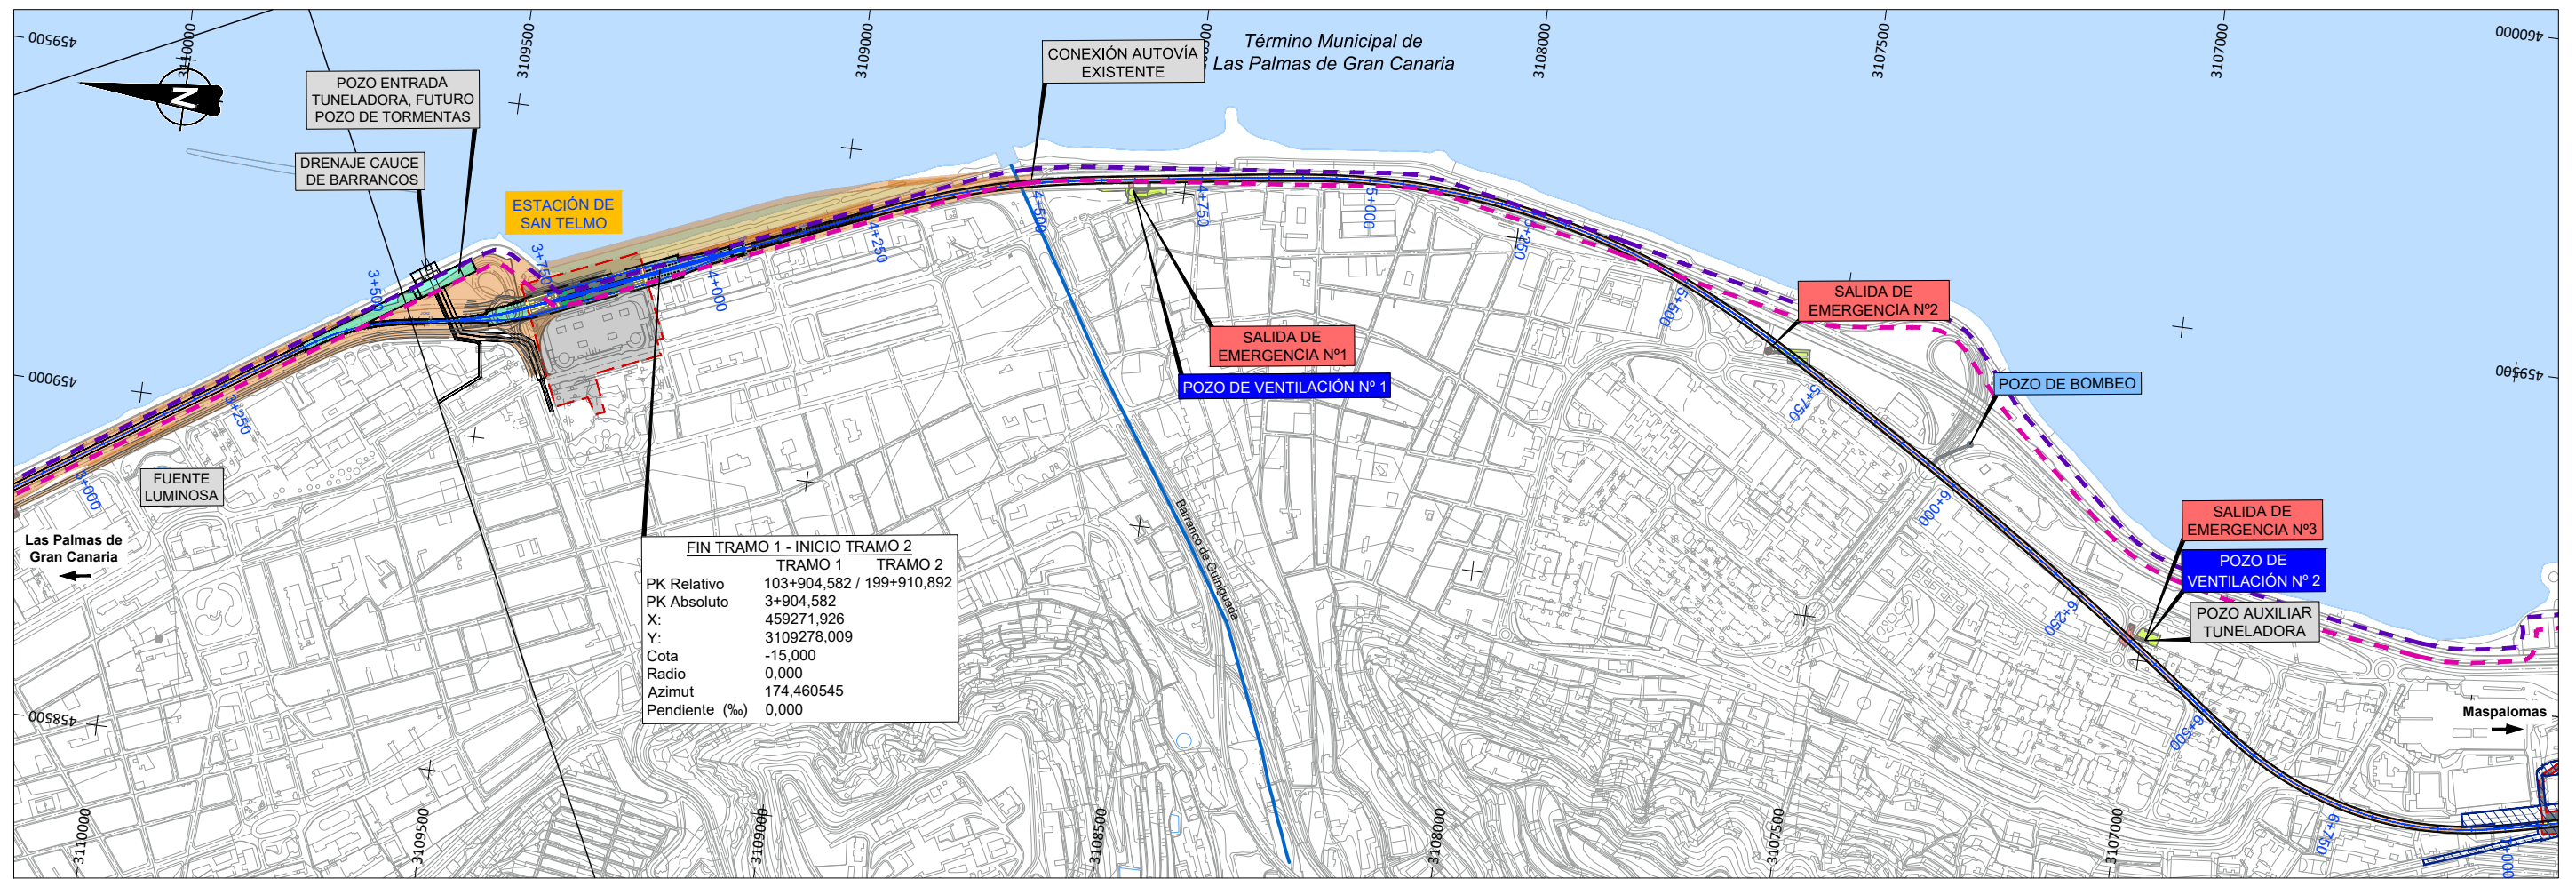 459500
3110000
3109500
3109000
3108000
3107500
3107000
460000
Término Municipal de
Las Palmas de Gran Canaria
CONEXIÓN AUTOVÍA
EXISTENTE
N
POZO ENTRADA
TUNELADORA, FUTURO
POZO DE TORMENTAS
DRENAJE CAUCE
DE BARRANCOS
ESTACIÓN DE
SAN TELMO
3+000
3+250
3+500
3+750
4+000
4+250
4+500
4+750
5+000
5+250
5+500
5+750
6+000
6+250
6+500
6+750
SALIDA DE
EMERGENCIA Nº1
POZO DE VENTILACIÓN Nº 1
SALIDA DE
EMERGENCIA Nº2
POZO DE BOMBEO
SALIDA DE
EMERGENCIA Nº3
POZO DE
VENTILACIÓN Nº 2
POZO AUXILIAR
TUNELADORA
459000
459500
FUENTE
LUMINOSA
Las Palmas de
Gran Canaria
Barranco de Guiniguada
FIN TRAMO 1 - INICIO TRAMO 2
TRAMO 1 TRAMO 2
PK Relativo 103+904,582 / 199+910,892
PK Absoluto 3+904,582
X: 459271,926
Y: 3109278,009
Cota -15,000
Radio 0,000
Azimut 174,460545
Pendiente (‰) 0,000
Maspalomas
458500
3110000
3109500
3109000
3108500
3108000
3107500
3107000